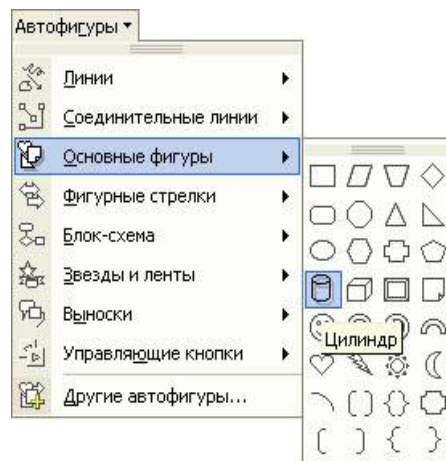 Автофигуры
Линии
Соединительные линии
Основные фигуры
Фигурные стрелки
Блок-схема
Звезды и ленты
Выноски
Управляющие кнопки
Другие автофигуры...
Цилиндр